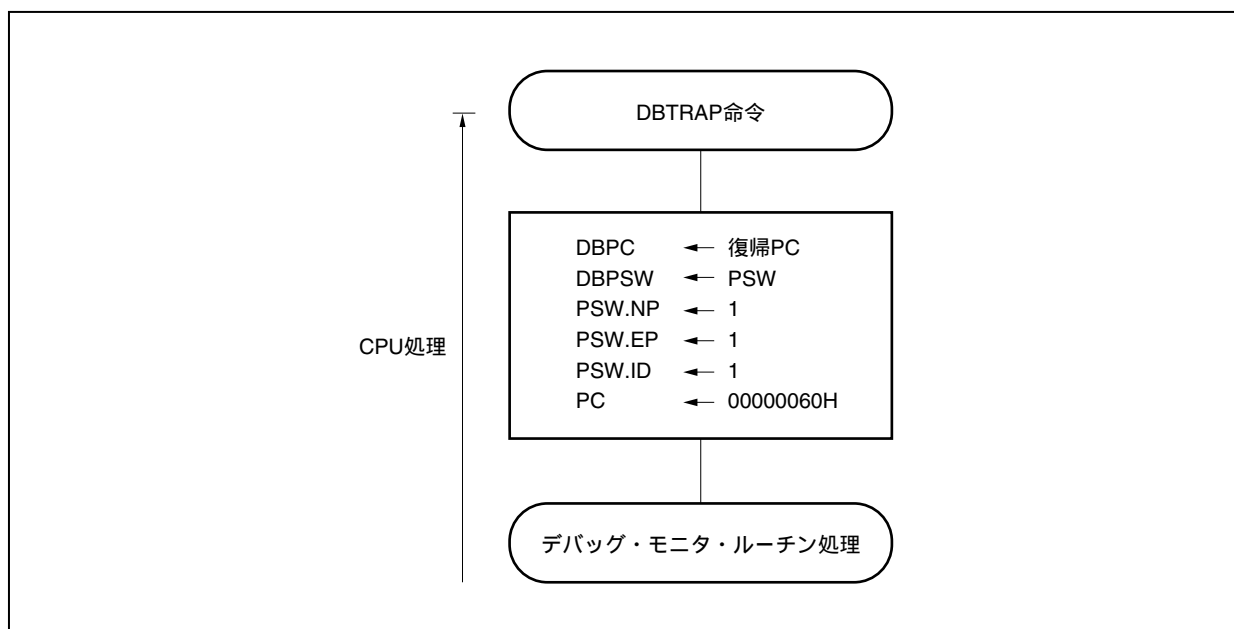 DBTRAP命令
DBPC ← 復帰PC
DBPSW ← PSW
PSW.NP ← 1
PSW.EP ← 1
PSW.ID ← 1
PC ← 00000060H
CPU処理
デバッグ・モニタ・ルーチン処理